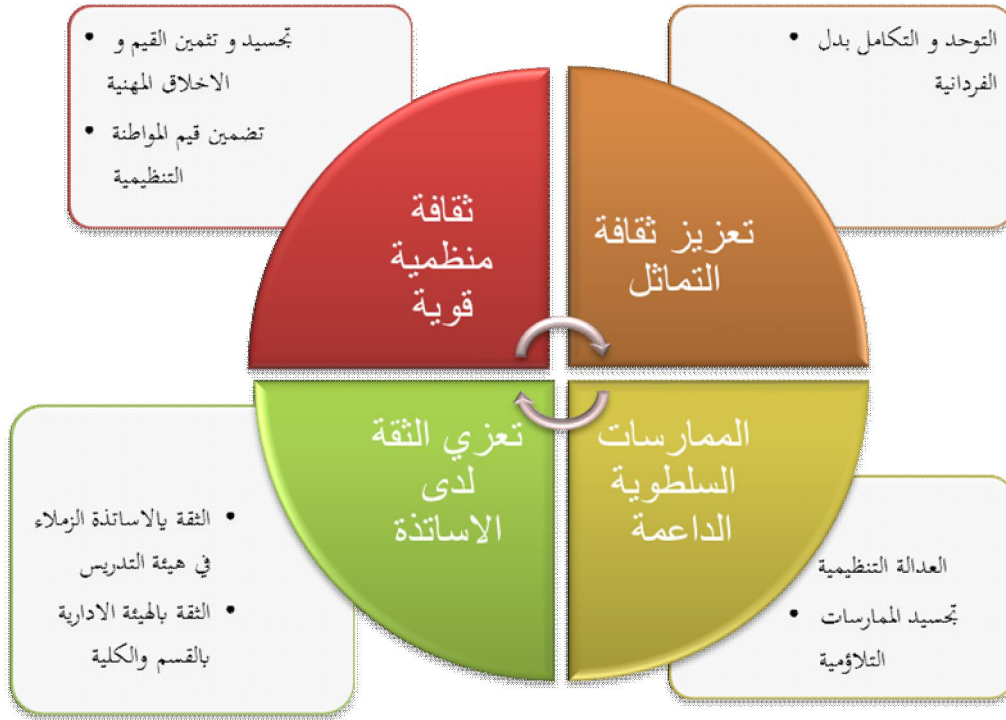 التوحد و التكامل بدل
الفردانية
تجسيد و تثمين القيم و
الاخلاق المهنية
تضمين قيم المواطنة
التنظيمية
تعزيز ثقافة
التماثل
ثقافة
منظمية
قوية
الممارسات
السلطوية
الداعمة
تعزي الثقة
لدى
الاساتذة
العدالة التنظيمية
تجسيد الممارسات
التلاؤمية
الثقة يالاساتذة الزملاء
في هيئة التدريس
الثقة بالهيئة الادارية
بالقسم والكلية